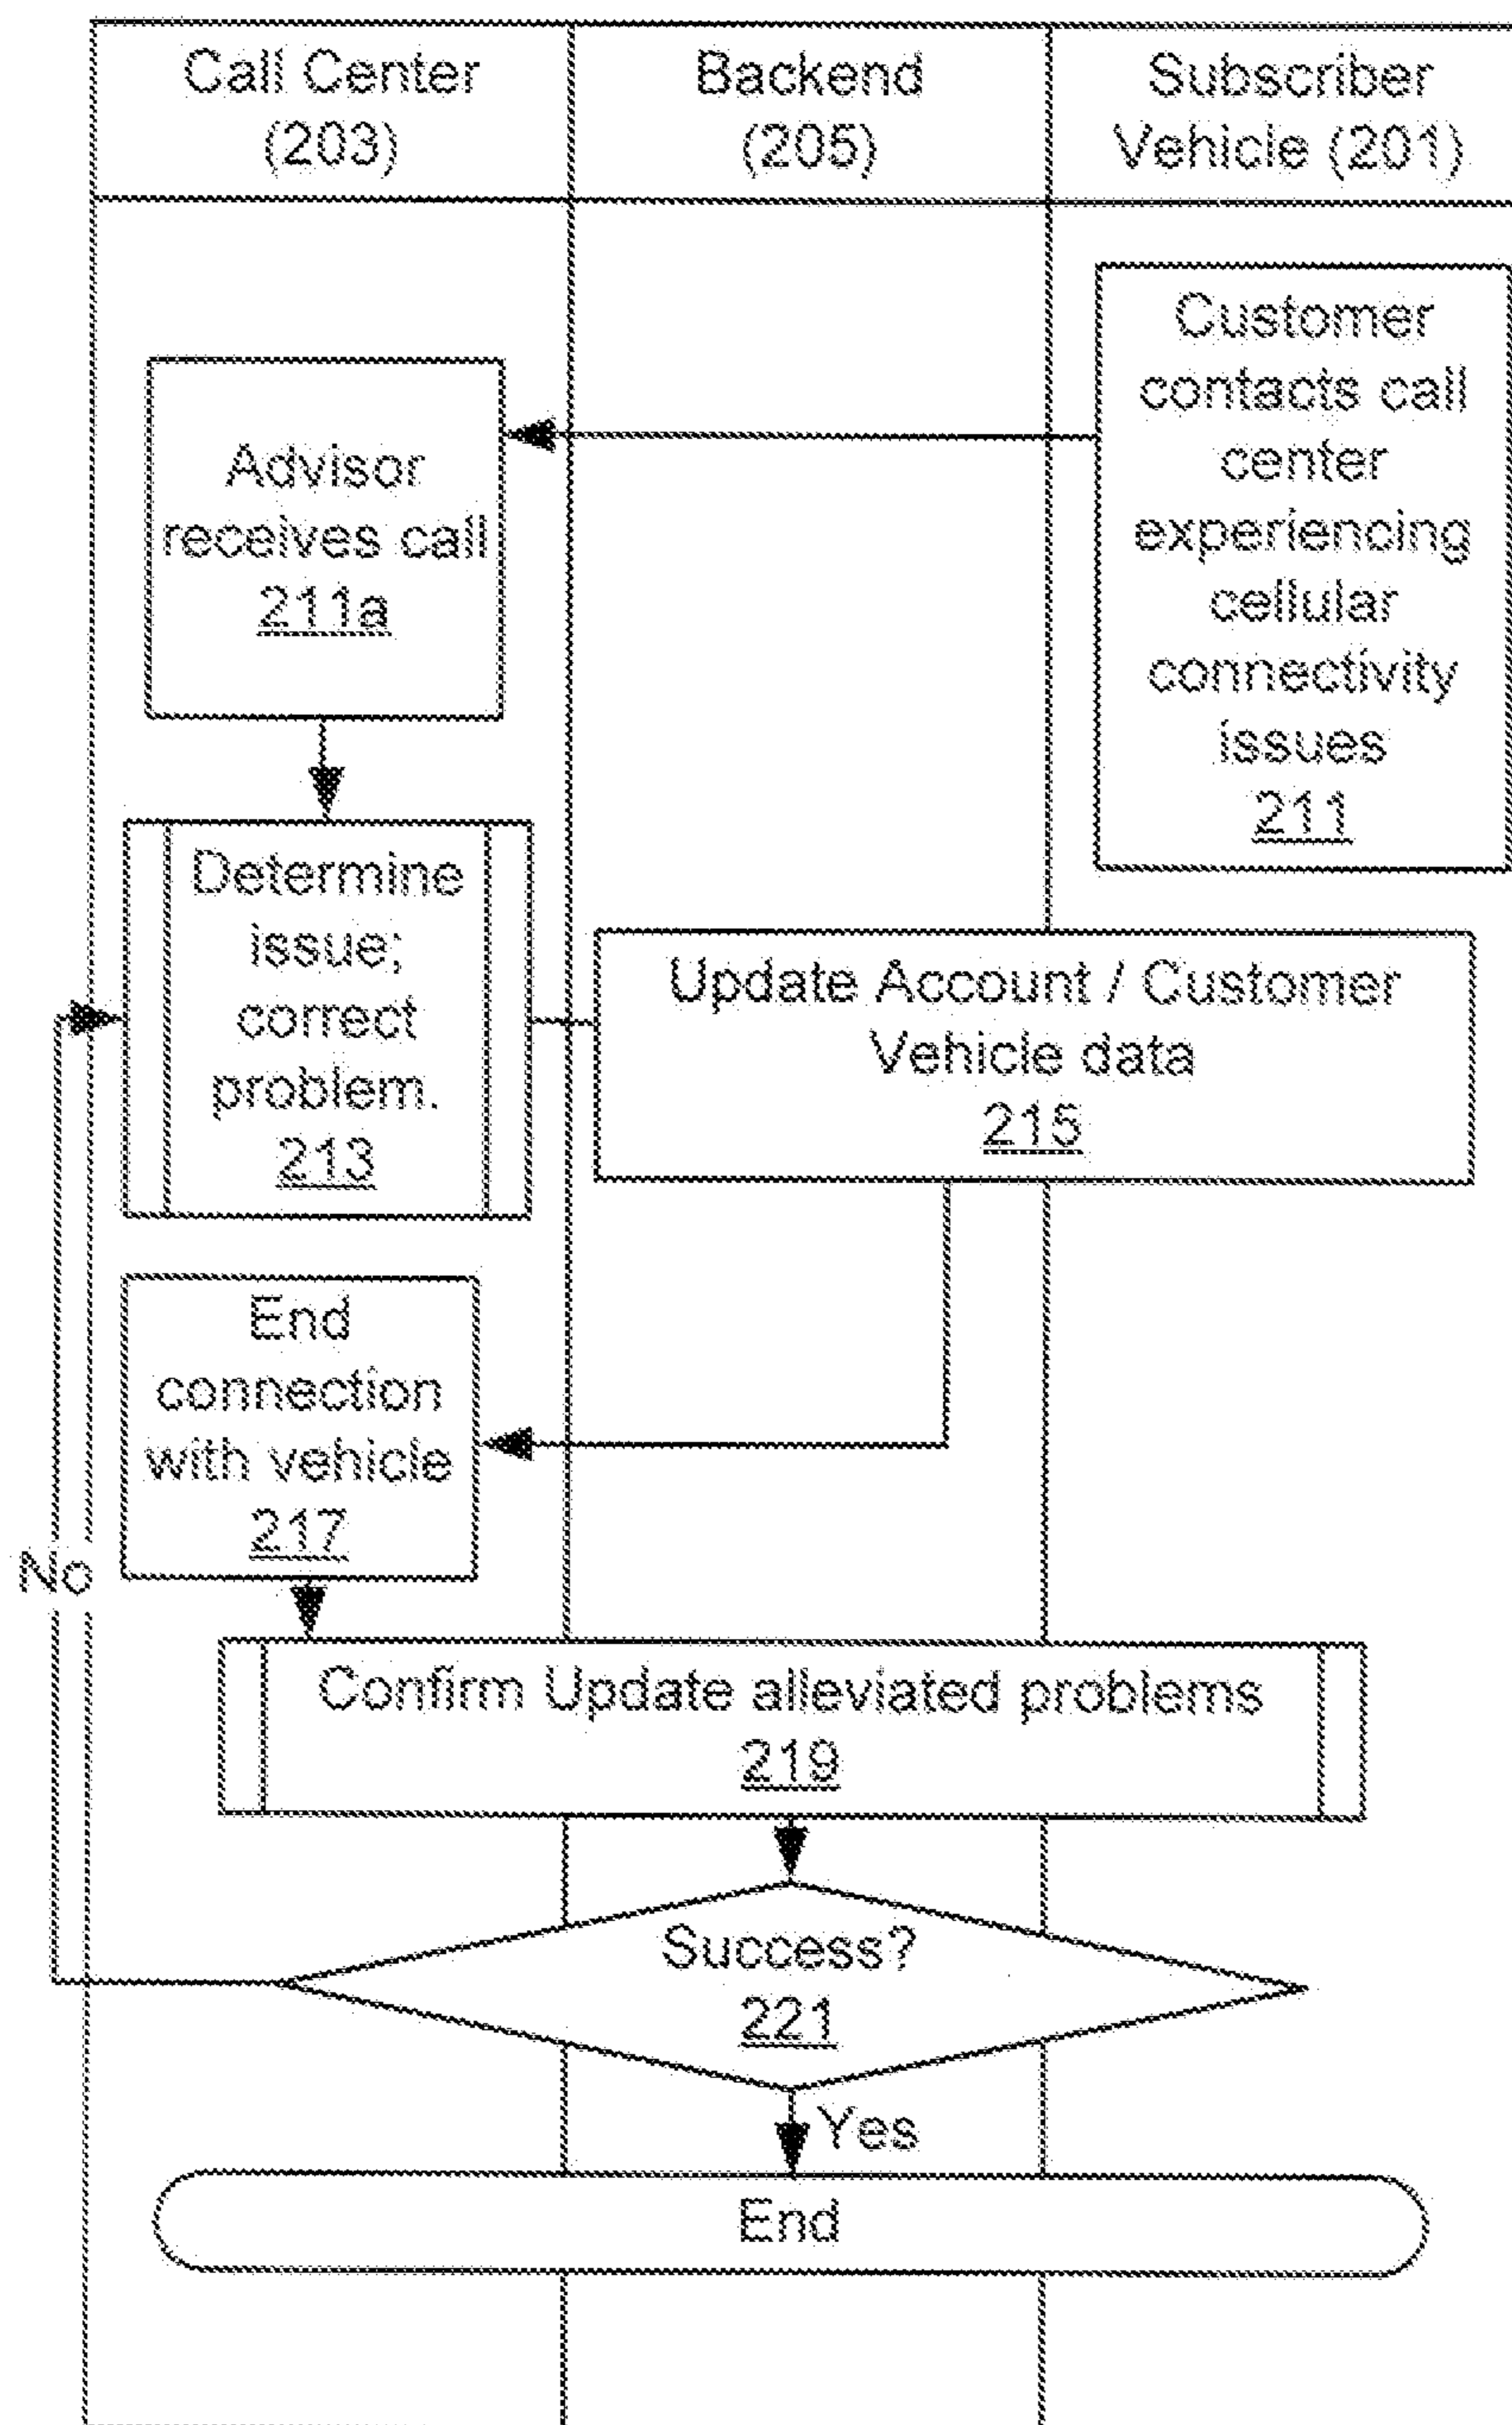 Call Center
(203)
Backend
(205)
Subscriber
Vehicle (201)
Customer
contacts call
center
experiencing
cellular
connectivity
issues
211
Advisor
receives call
211a
Determine
issue;
correct
problem.
213
Update Account / Customer
Vehicle data
215
End
connection
with vehicle
217
No
Confirm Update alleviated problems
219
Success?
221
Yes
End